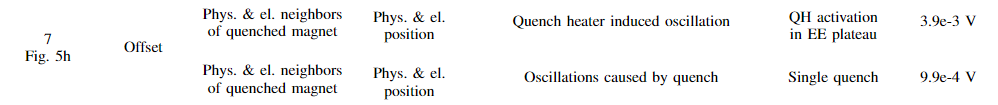 7
Fig. 5h
Offset
Phys. & el. neighbors
of quenched magnet
Phys. & el.
position
Quench heater induced oscillation
QH activation
in EE plateau
3.9e-3 V
Phys. & el. neighbors
of quenched magnet
Phys. & el.
position
Oscillations caused by quench
Single quench
9.9e-4 V